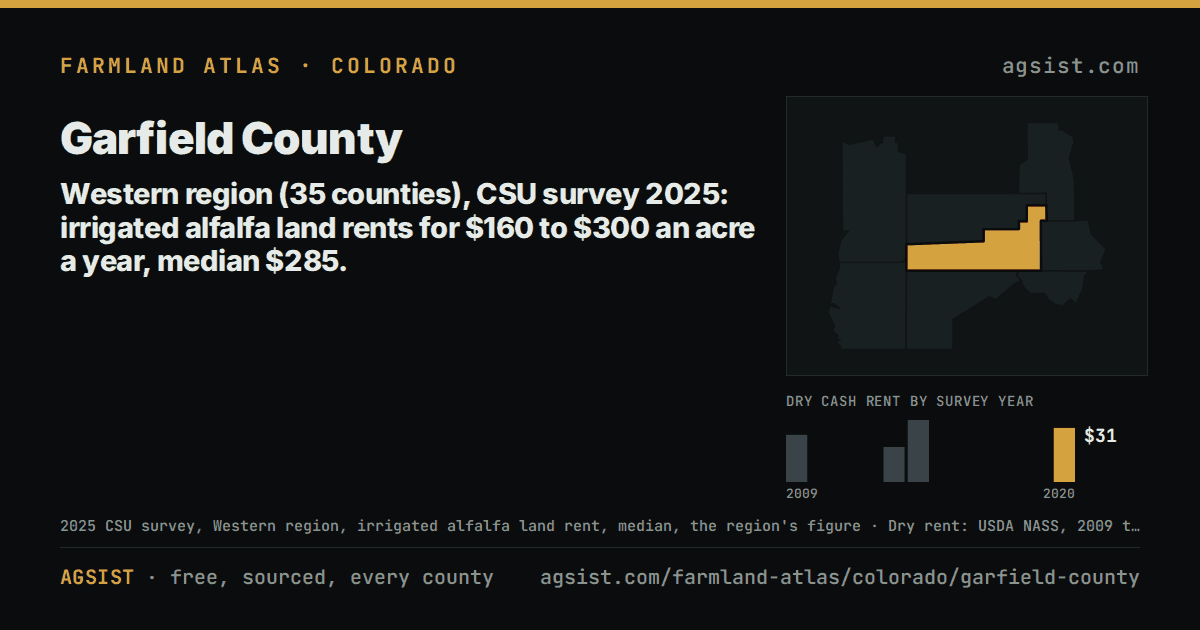 FARMLAND ATLAS · COLORADO
agsist.com
Garfield County
Western region (35 counties), CSU survey 2025:
irrigated alfalfa land rents for $160 to $300 an acre
a year, median $285.
DRY CASH RENT BY SURVEY YEAR
$31
2009
2020
2025 CSU survey, Western region, irrigated alfalfa land rent, median, the region's figure · Dry rent: USDA NASS, 2009 t…
AGSIST · free, sourced, every county
agsist.com/farmland-atlas/colorado/garfield-county